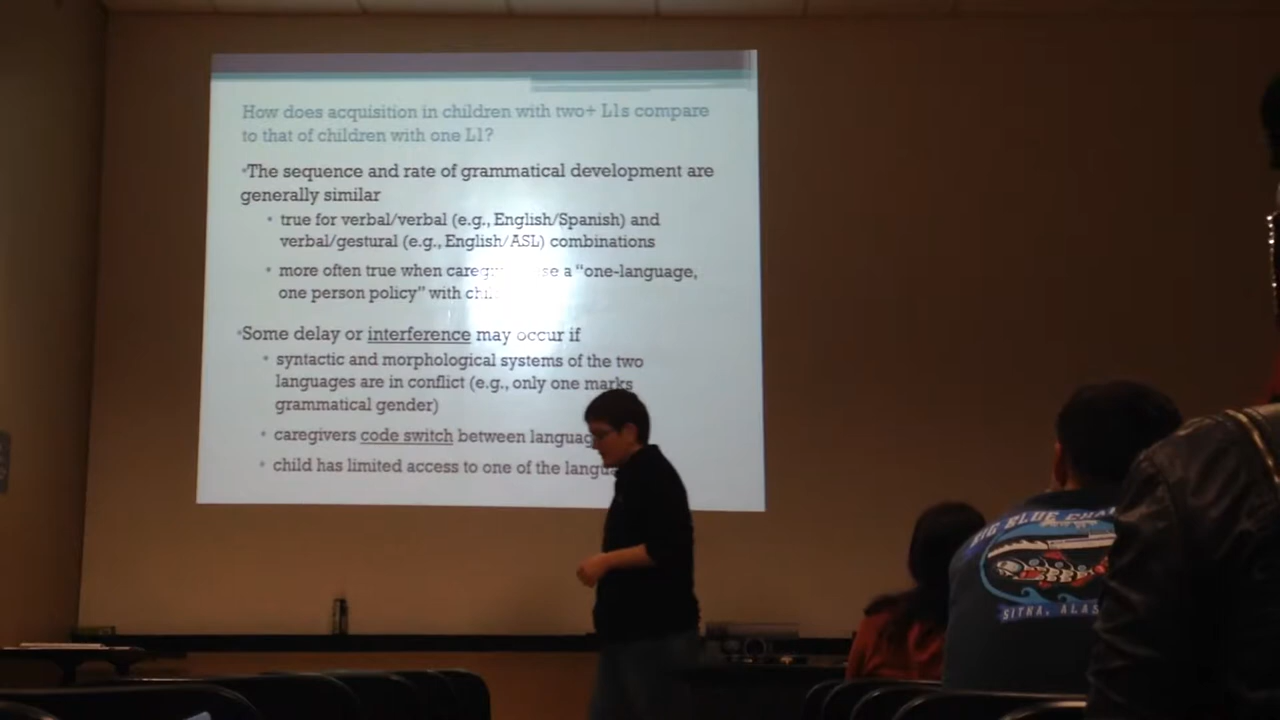 How does acquisition in children with two+ L1s compare
to that of children with one L1?
•The sequence and rate of grammatical development are
generally similar
• true for verbal/verbal (e.g., English/Spanish) and
verbal/gestural (e.g., English/ASL) combinations
• more often true when a “one-language,
one person policy” with
•Some delay or interference may occur if
• syntactic and morphological systems of the two
languages are in conflict (e.g., only one marks
grammatical gender)
• caregivers code switch between
• child has limited access to one of the
BIG BLUE
SITKA,